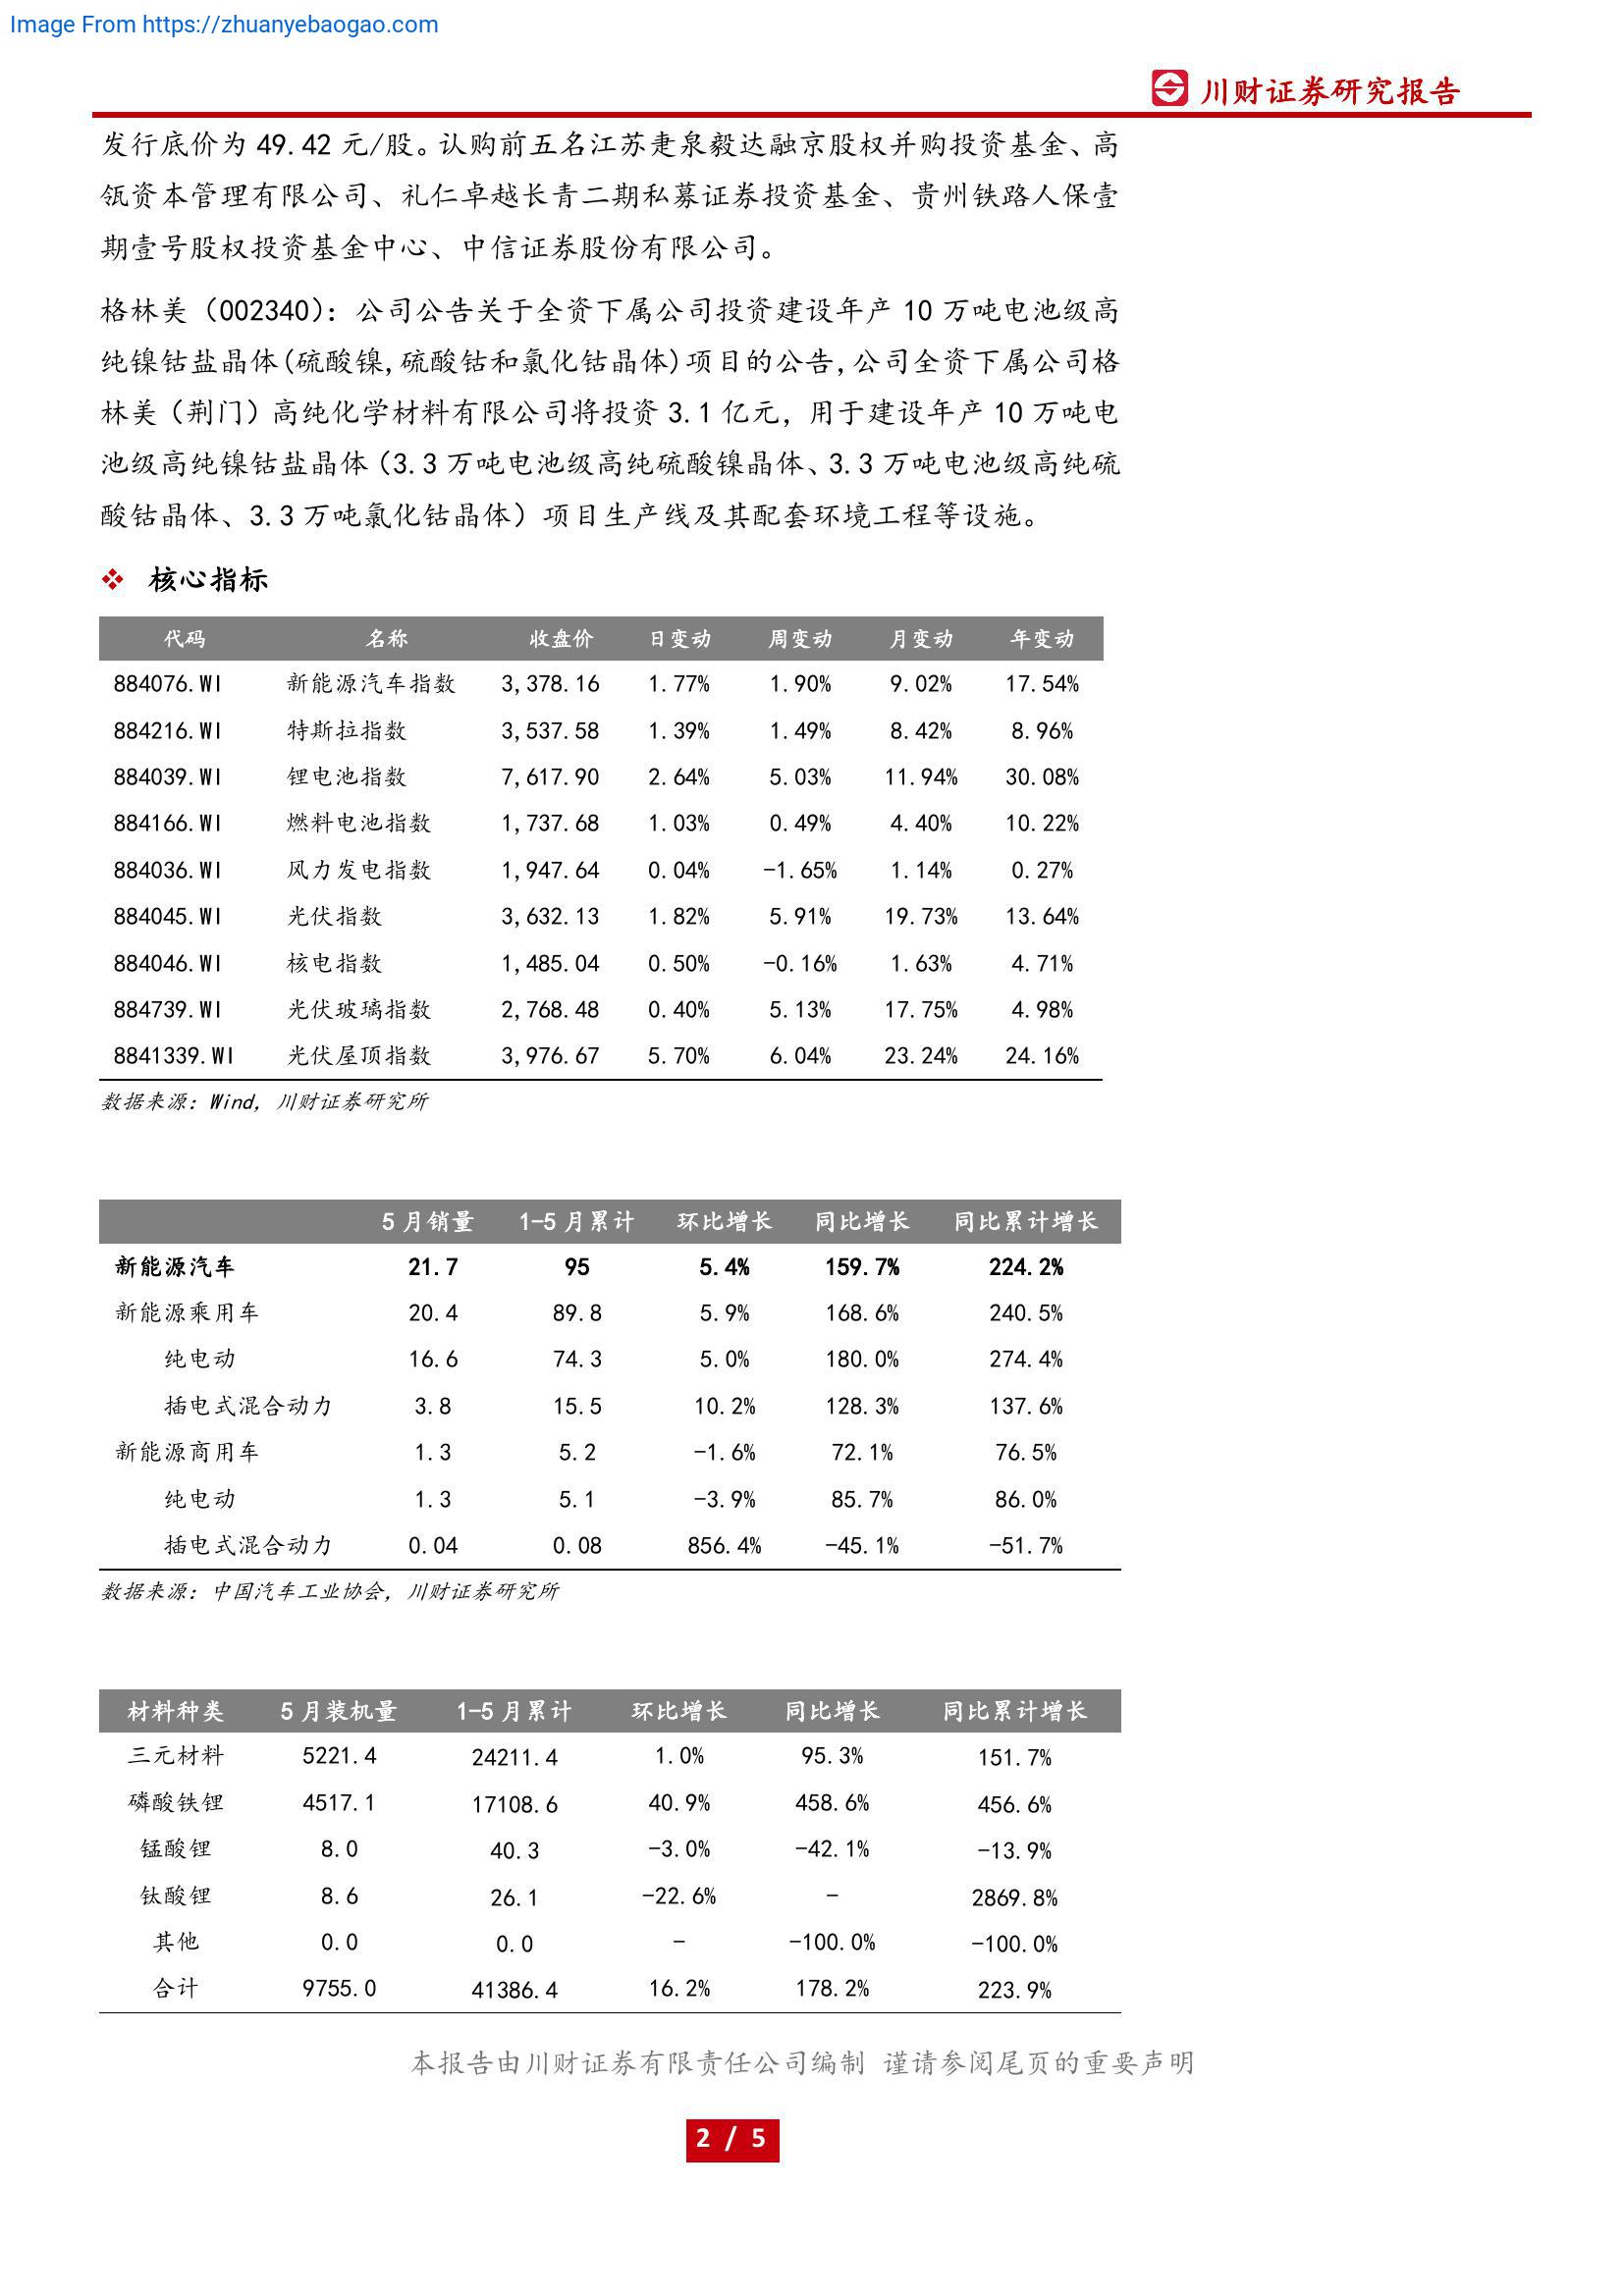 Image From https://zhuanyebaogao.com
川财证券研究报告
发行底价为 49.42 元/股。认购前五名江苏疌泉毅达融京股权并购投资基金、高
瓴资本管理有限公司、礼仁卓越长青二期私募证券投资基金、贵州铁路人保壹
期壹号股权投资基金中心、中信证券股份有限公司。
格林美（002340）：公司公告关于全资下属公司投资建设年产 10 万吨电池级高
纯镍钴盐晶体(硫酸镍,硫酸钴和氯化钴晶体)项目的公告,公司全资下属公司格
林美（荆门）高纯化学材料有限公司将投资 3.1 亿元，用于建设年产 10 万吨电
池级高纯镍钴盐晶体（3.3 万吨电池级高纯硫酸镍晶体、3.3 万吨电池级高纯硫
酸钴晶体、3.3 万吨氯化钴晶体）项目生产线及其配套环境工程等设施。
核心指标
代码 名称 收盘价 日变动 周变动 月变动 年变动
884076.WI 新能源汽车指数 3,378.16 1.77% 1.90% 9.02% 17.54%
884216.WI 特斯拉指数 3,537.58 1.39% 1.49% 8.42% 8.96%
884039.WI 锂电池指数 7,617.90 2.64% 5.03% 11.94% 30.08%
884166.WI 燃料电池指数 1,737.68 1.03% 0.49% 4.40% 10.22%
884036.WI 风力发电指数 1,947.64 0.04% -1.65% 1.14% 0.27%
884045.WI 光伏指数 3,632.13 1.82% 5.91% 19.73% 13.64%
884046.WI 核电指数 1,485.04 0.50% -0.16% 1.63% 4.71%
884739.WI 光伏玻璃指数 2,768.48 0.40% 5.13% 17.75% 4.98%
8841339.WI 光伏屋顶指数 3,976.67 5.70% 6.04% 23.24% 24.16%
数据来源：Wind，川财证券研究所
5 月销量 1-5 月累计 环比增长 同比增长 同比累计增长
新能源汽车 21.7 95 5.4% 159.7% 224.2%
新能源乘用车 20.4 89.8 5.9% 168.6% 240.5%
纯电动 16.6 74.3 5.0% 180.0% 274.4%
插电式混合动力 3.8 15.5 10.2% 128.3% 137.6%
新能源商用车 1.3 5.2 -1.6% 72.1% 76.5%
纯电动 1.3 5.1 -3.9% 85.7% 86.0%
插电式混合动力 0.04 0.08 856.4% -45.1% -51.7%
数据来源：中国汽车工业协会，川财证券研究所
材料种类 5 月装机量 1-5 月累计 环比增长 同比增长 同比累计增长
三元材料 5221.4 24211.4 1.0% 95.3% 151.7%
磷酸铁锂 4517.1 17108.6 40.9% 458.6% 456.6%
锰酸锂 8.0 40.3 -3.0% -42.1% -13.9%
钛酸锂 8.6 26.1 -22.6% - 2869.8%
其他 0.0 0.0 - -100.0% -100.0%
合计 9755.0 41386.4 16.2% 178.2% 223.9%
本报告由川财证券有限责任公司编制 谨请参阅尾页的重要声明
2 / 5